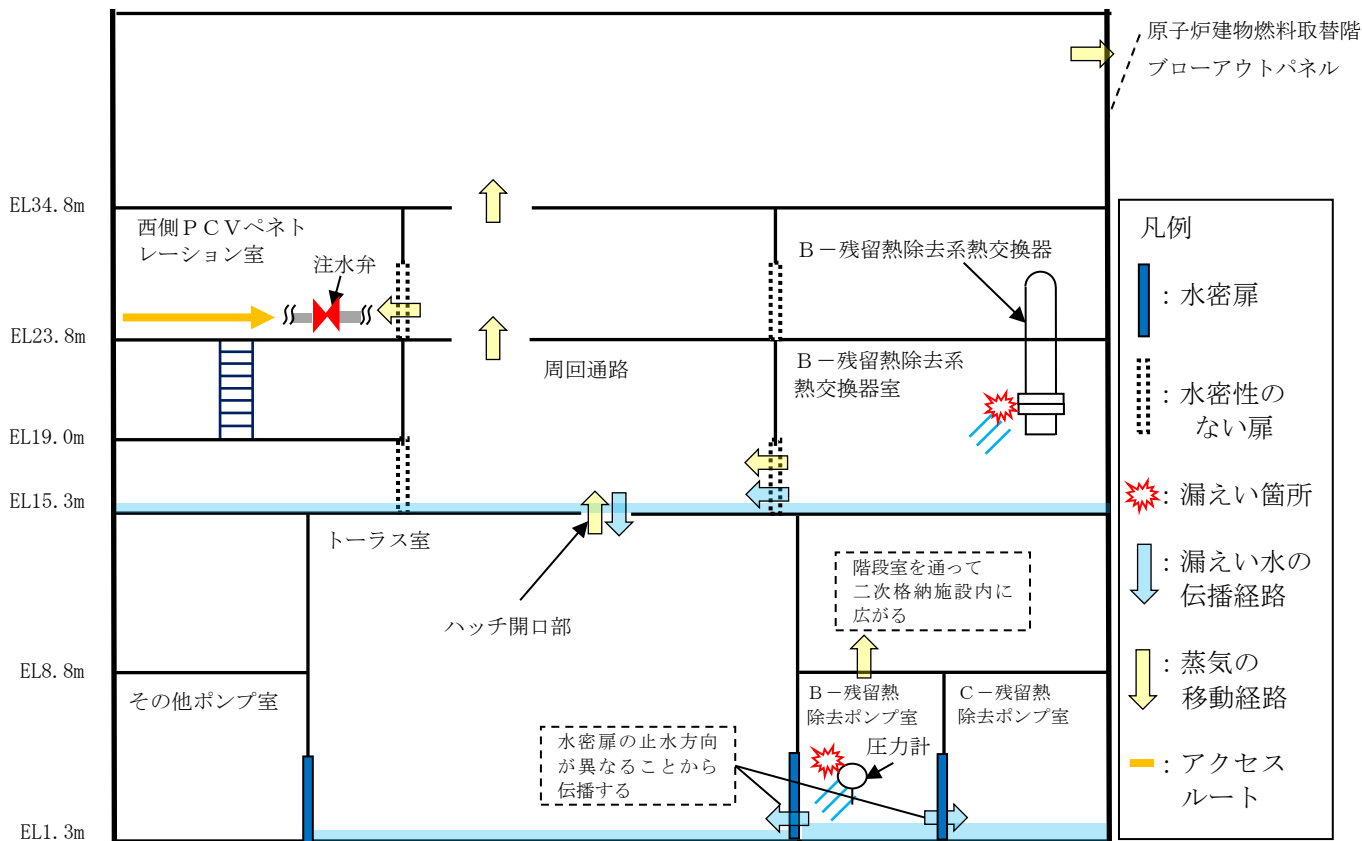 原子炉建物燃料取替階
ブローアウトパネル
EL34.8m
西側ＰＣＶペネト
レーション室
注水弁
Ｂ－残留熱除去系熱交換器
EL23.8m
周回通路
Ｂ－残留熱除去系
熱交換器室
EL19.0m
EL15.3m
トーラス室
ハッチ開口部
階段室を通って
二次格納施設内に
広がる
EL8.8m
その他ポンプ室
Ｂ－残留熱
除去ポンプ室
Ｃ－残留熱
除去ポンプ室
水密扉の止水方向
が異なることから
伝播する
圧力計
EL1.3m
凡例
：水密扉
：水密性の
ない扉
：漏えい箇所
：漏えい水の
伝播経路
：蒸気の
移動経路
：アクセス
ルート